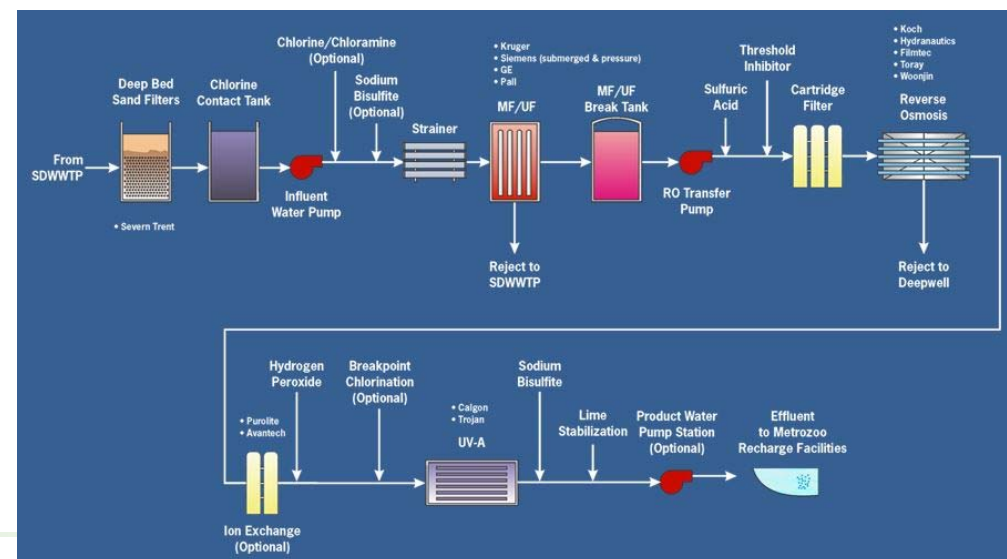 From
SDWWTP
Deep Bed
Sand Filters
• Severn Trent
Chlorine
Contact Tank
Influent
Water Pump
Chlorine/Chloramine
(Optional)
Sodium
Bisulfite
(Optional)
Strainer
• Kruger
• Siemens (submerged & pressure)
• GE
• Pall
MF/UF
Reject to
SDWWTP
MF/UF
Break Tank
RO Transfer
Pump
Sulfuric
Acid
Threshold
Inhibitor
Cartridge
Filter
• Koch
• Hydranautics
• Filmtec
• Toray
• Woonjin
Reverse
Osmosis
Reject to
Deepwell
• Purolite
• Avantech
Ion Exchange
(Optional)
Hydrogen
Peroxide
Breakpoint
Chlorination
(Optional)
• Calgon
• Trojan
UV-A
Sodium
Bisulfite
Lime
Stabilization
Product Water
Pump Station
(Optional)
Effluent
to Metrozoo
Recharge Facilities